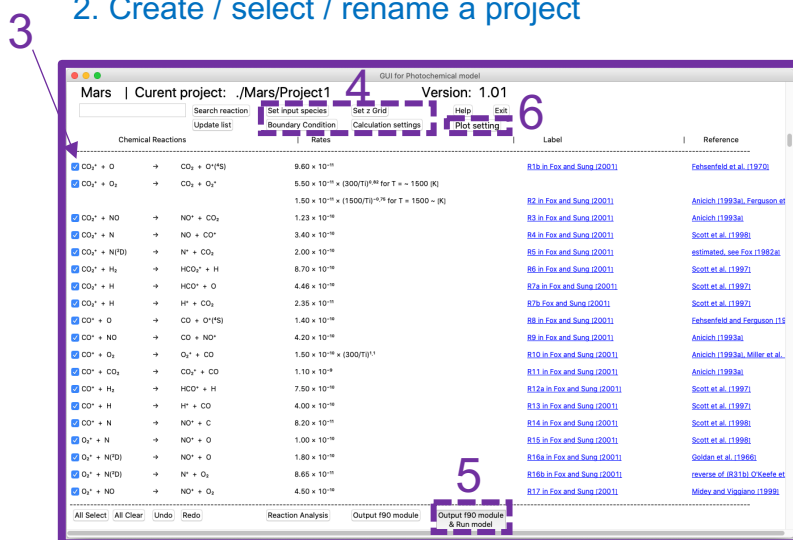 2. Create / select / rename a project
3
GUI for Photochemical model
Mars | Curent project: ./Mars/Project1 Version: 1.01
4
Search reaction Set input species Set z Grid Help Exit
6
Update list Boundary Condition Calculation settings Plot setting
Chemical Reactions | Rates | Label | Reference
CO₂⁺ + O → CO₂ + O⁺(⁴S) 9.60 × 10⁻¹¹ R1b in Fox and Sung [2001] Fehsenfeld et al. [1970]
CO₂⁺ + O₂ → CO₂ + O₂⁺ 5.50 × 10⁻¹¹ × (300/Ti)⁰·⁸² for T = ~ 1500 [K]
1.50 × 10⁻¹¹ × (1500/Ti)⁻⁰·⁷⁵ for T = 1500 ~ [K] R2 in Fox and Sung [2001] Anicich [1993a], Ferguson et
CO₂⁺ + NO → NO⁺ + CO₂ 1.23 × 10⁻¹⁰ R3 in Fox and Sung [2001] Anicich [1993a]
CO₂⁺ + N → NO + CO⁺ 3.40 × 10⁻¹⁰ R4 in Fox and Sung [2001] Scott et al. [1998]
CO₂⁺ + N(²D) → N⁺ + CO₂ 2.00 × 10⁻¹⁰ R5 in Fox and Sung [2001] estimated, see Fox [1982a]
CO₂⁺ + H₂ → HCO₂⁺ + H 8.70 × 10⁻¹⁰ R6 in Fox and Sung [2001] Scott et al. [1997]
CO₂⁺ + H → HCO⁺ + O 4.46 × 10⁻¹⁰ R7a in Fox and Sung [2001] Scott et al. [1997]
CO₂⁺ + H → H⁺ + CO₂ 2.35 × 10⁻¹¹ R7b Fox and Sung [2001] Scott et al. [1997]
CO⁺ + O → CO + O⁺(⁴S) 1.40 × 10⁻¹⁰ R8 in Fox and Sung [2001] Fehsenfeld and Ferguson [19
CO⁺ + NO → CO + NO⁺ 4.20 × 10⁻¹⁰ R9 in Fox and Sung [2001] Anicich [1993a]
CO⁺ + O₂ → O₂⁺ + CO 1.50 × 10⁻¹⁰ × (300/Ti)¹·¹ R10 in Fox and Sung [2001] Anicich [1993a], Miller et al.
CO⁺ + CO₂ → CO₂⁺ + CO 1.10 × 10⁻⁹ R11 in Fox and Sung [2001] Anicich [1993a]
CO⁺ + H₂ → HCO⁺ + H 7.50 × 10⁻¹⁰ R12a in Fox and Sung [2001] Scott et al. [1997]
CO⁺ + H → H⁺ + CO 4.00 × 10⁻¹⁰ R13 in Fox and Sung [2001] Scott et al. [1997]
CO⁺ + N → NO⁺ + C 8.20 × 10⁻¹¹ R14 in Fox and Sung [2001] Scott et al. [1998]
O₂⁺ + N → NO⁺ + O 1.00 × 10⁻¹⁰ R15 in Fox and Sung [2001] Scott et al. [1998]
O₂⁺ + N(²D) → NO⁺ + O 1.80 × 10⁻¹⁰ R16a in Fox and Sung [2001] Goldan et al. [1966]
O₂⁺ + N(²D) → N⁺ + O₂ 8.65 × 10⁻¹¹ R16b in Fox and Sung [2001] reverse of (R31b) O'Keefe et
O₂⁺ + NO → NO⁺ + O₂ 4.50 × 10⁻¹⁰ R17 in Fox and Sung [2001] Midey and Viggiano [1999]
5
All Select All Clear Undo Redo Reaction Analysis Output f90 module Output f90 module
& Run model